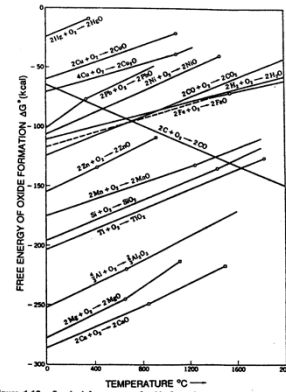 FREE ENERGY OF OXIDE FORMATION ΔG° (kcal)
0
-50
-100
-150
-200
-250
-300
2Hg + O₂ — 2HgO
2Cu + O₂ — 2CuO
4Cu + O₂ — 2Cu₂O
2Pb + O₂ — 2PbO
2Ni + O₂ — 2NiO
2CO + O₂ — 2CO₂
2H₂ + O₂ — 2H₂O
2Fe + O₂ — 2FeO
2C + O₂ — 2CO
2Zn + O₂ — 2ZnO
2Mn + O₂ — 2MnO
Si + O₂ — SiO₂
Ti + O₂ — TiO₂
4/3 Al + O₂ — 2/3 Al₂O₃
2Mg + O₂ — 2MgO
2Ca + O₂ — 2CaO
0 400 800 1200 1600
TEMPERATURE °C →